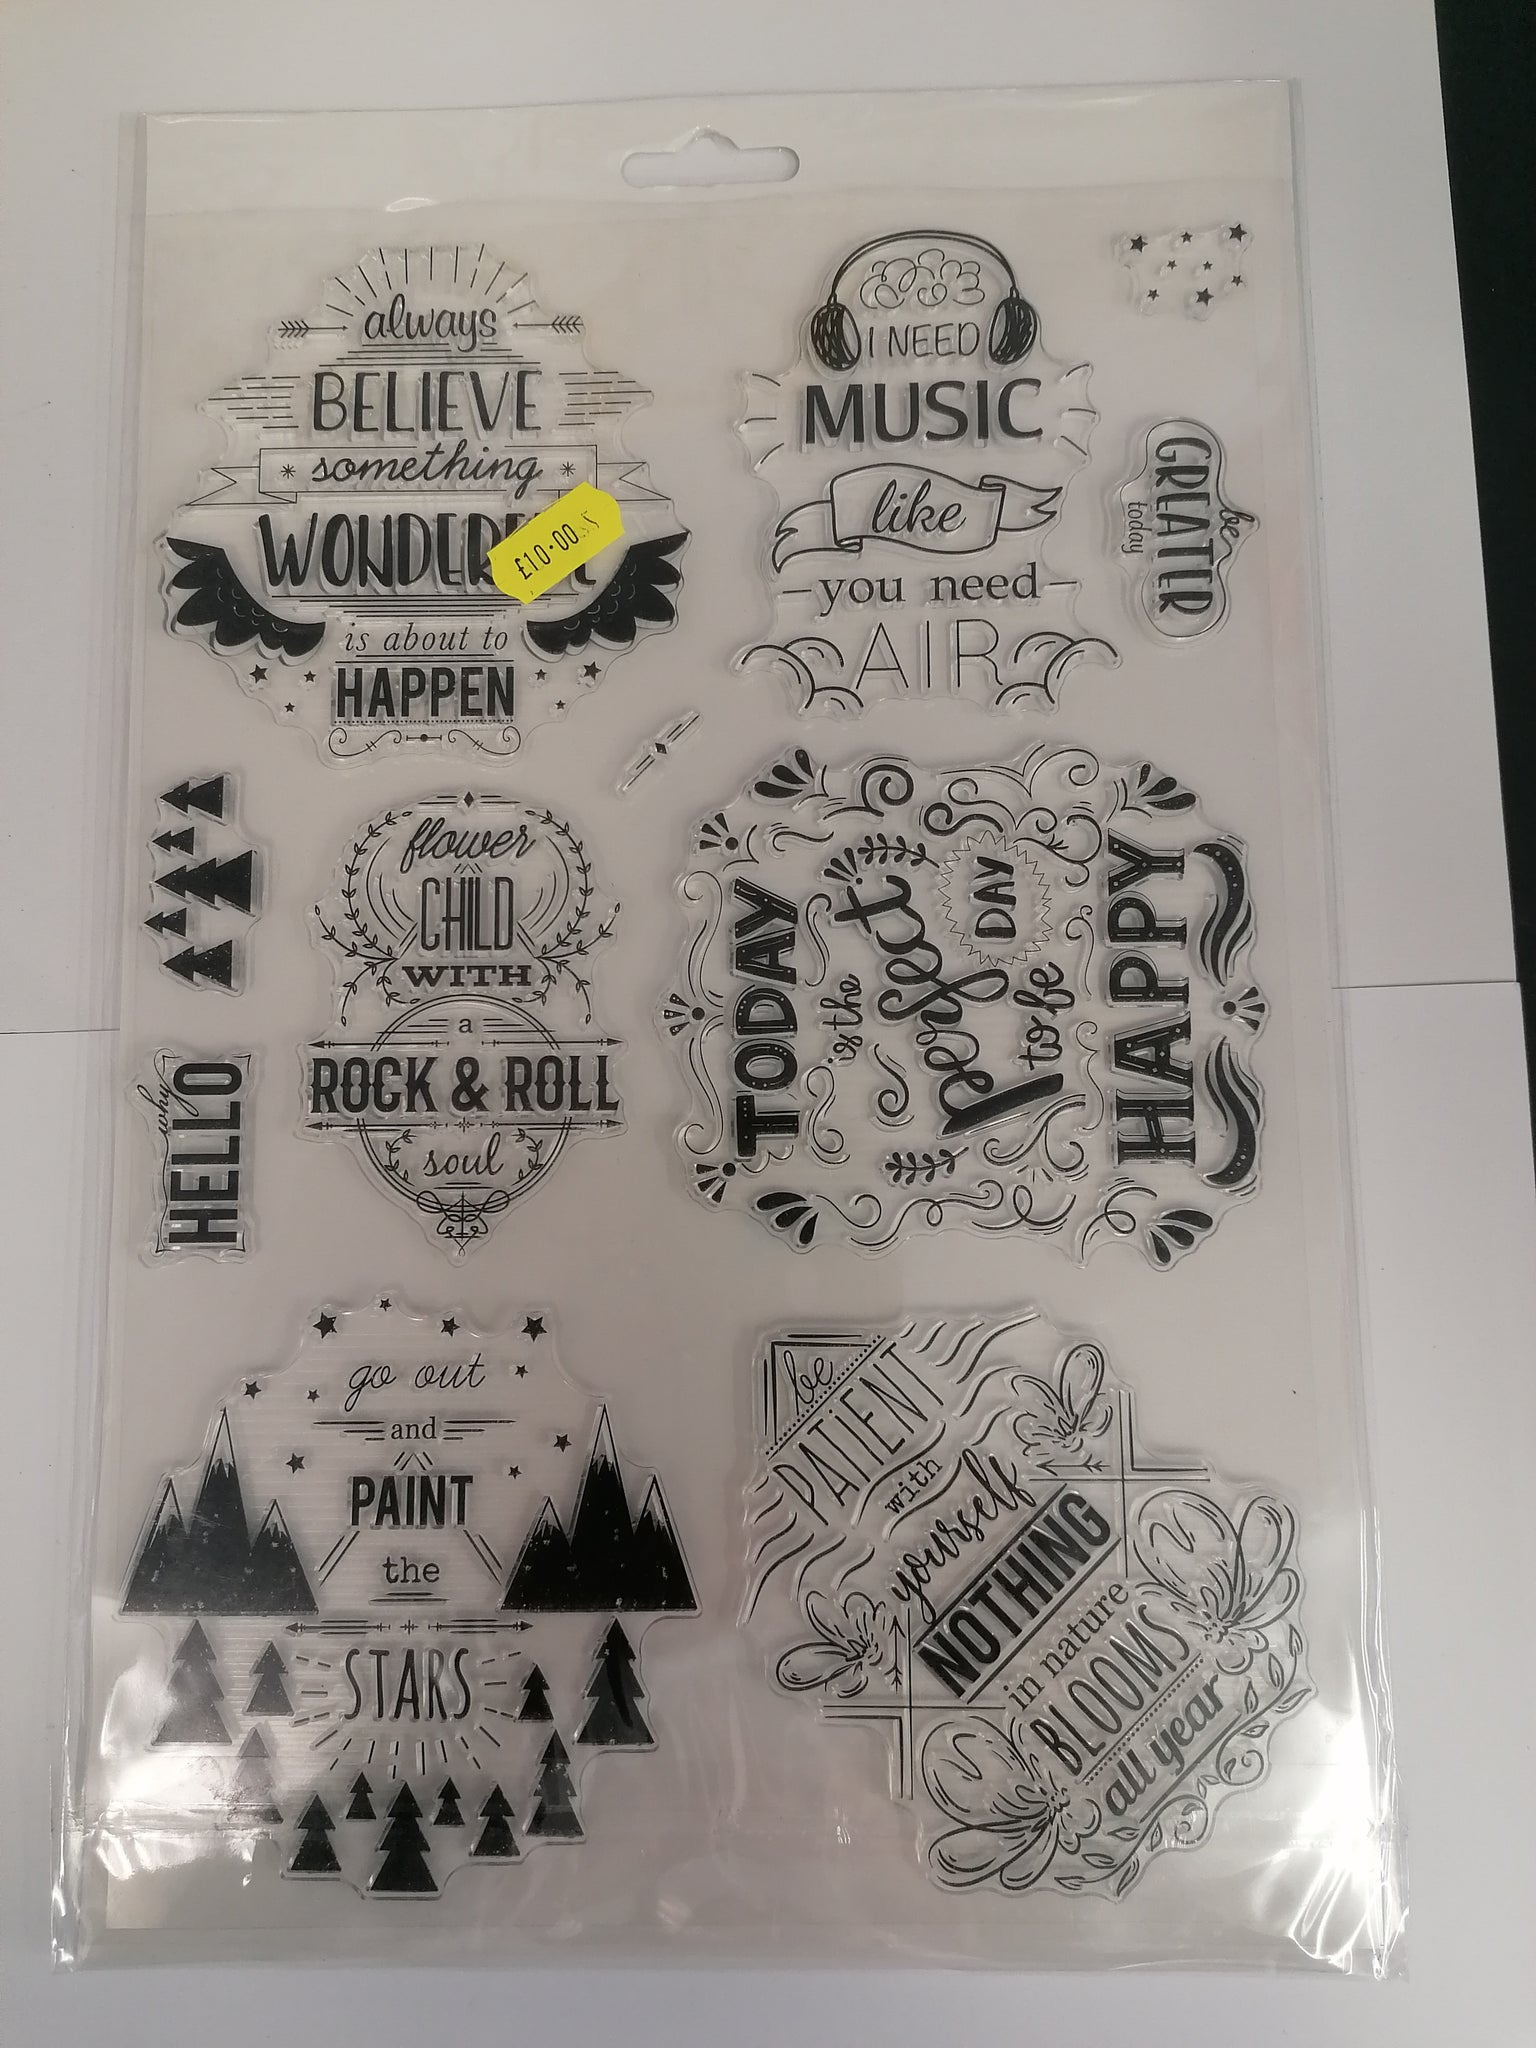 always
BELIEVE
something
WONDER
£10.00
is about to
HAPPEN
I NEED
MUSIC
like
you need
AIR
be
GREATER
today
flower
CHILD
WITH
a
ROCK & ROLL
soul
why
HELLO
TODAY
is the
perfect
DAY
to be
HAPPY
go out
and
PAINT
the
STARS
be
PATiENT
with
yourself
NOTHING
in nature
BLOOMS
all year